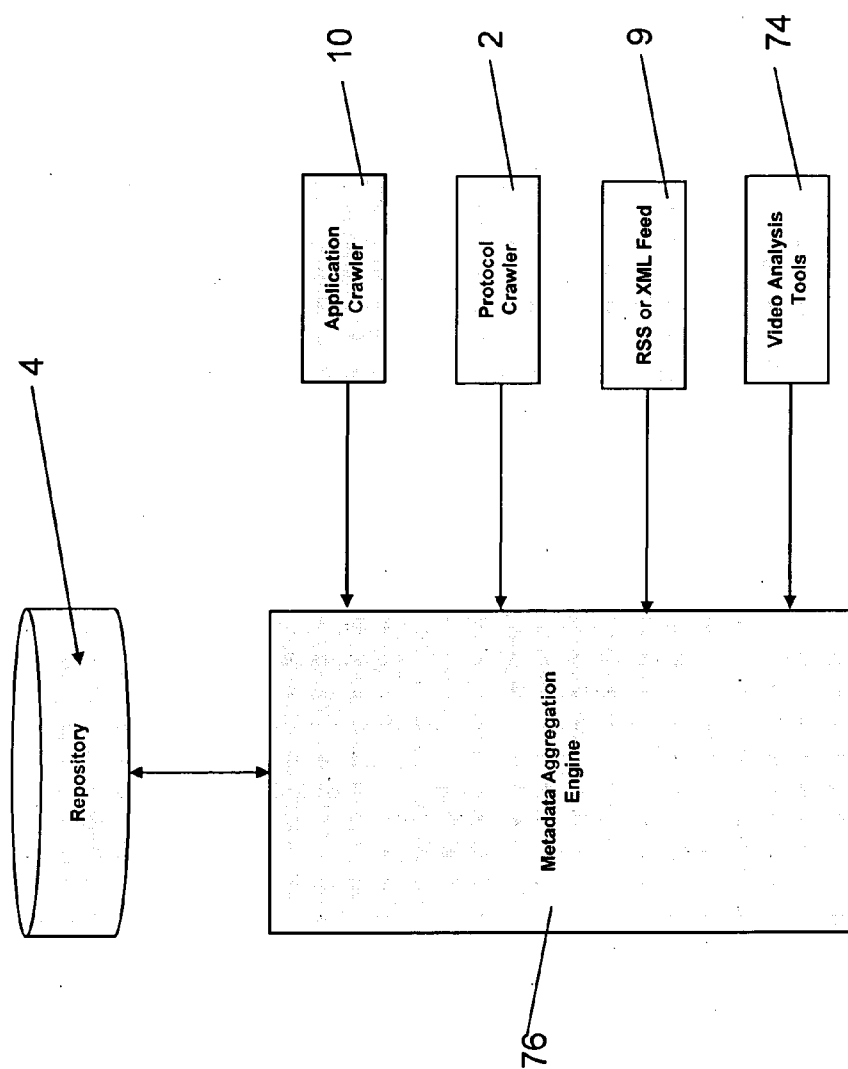 4
Repository
10
Application
Crawler
2
Protocol
Crawler
9
RSS or XML Feed
74
Video Analysis
Tools
Metadata Aggregation
Engine
76